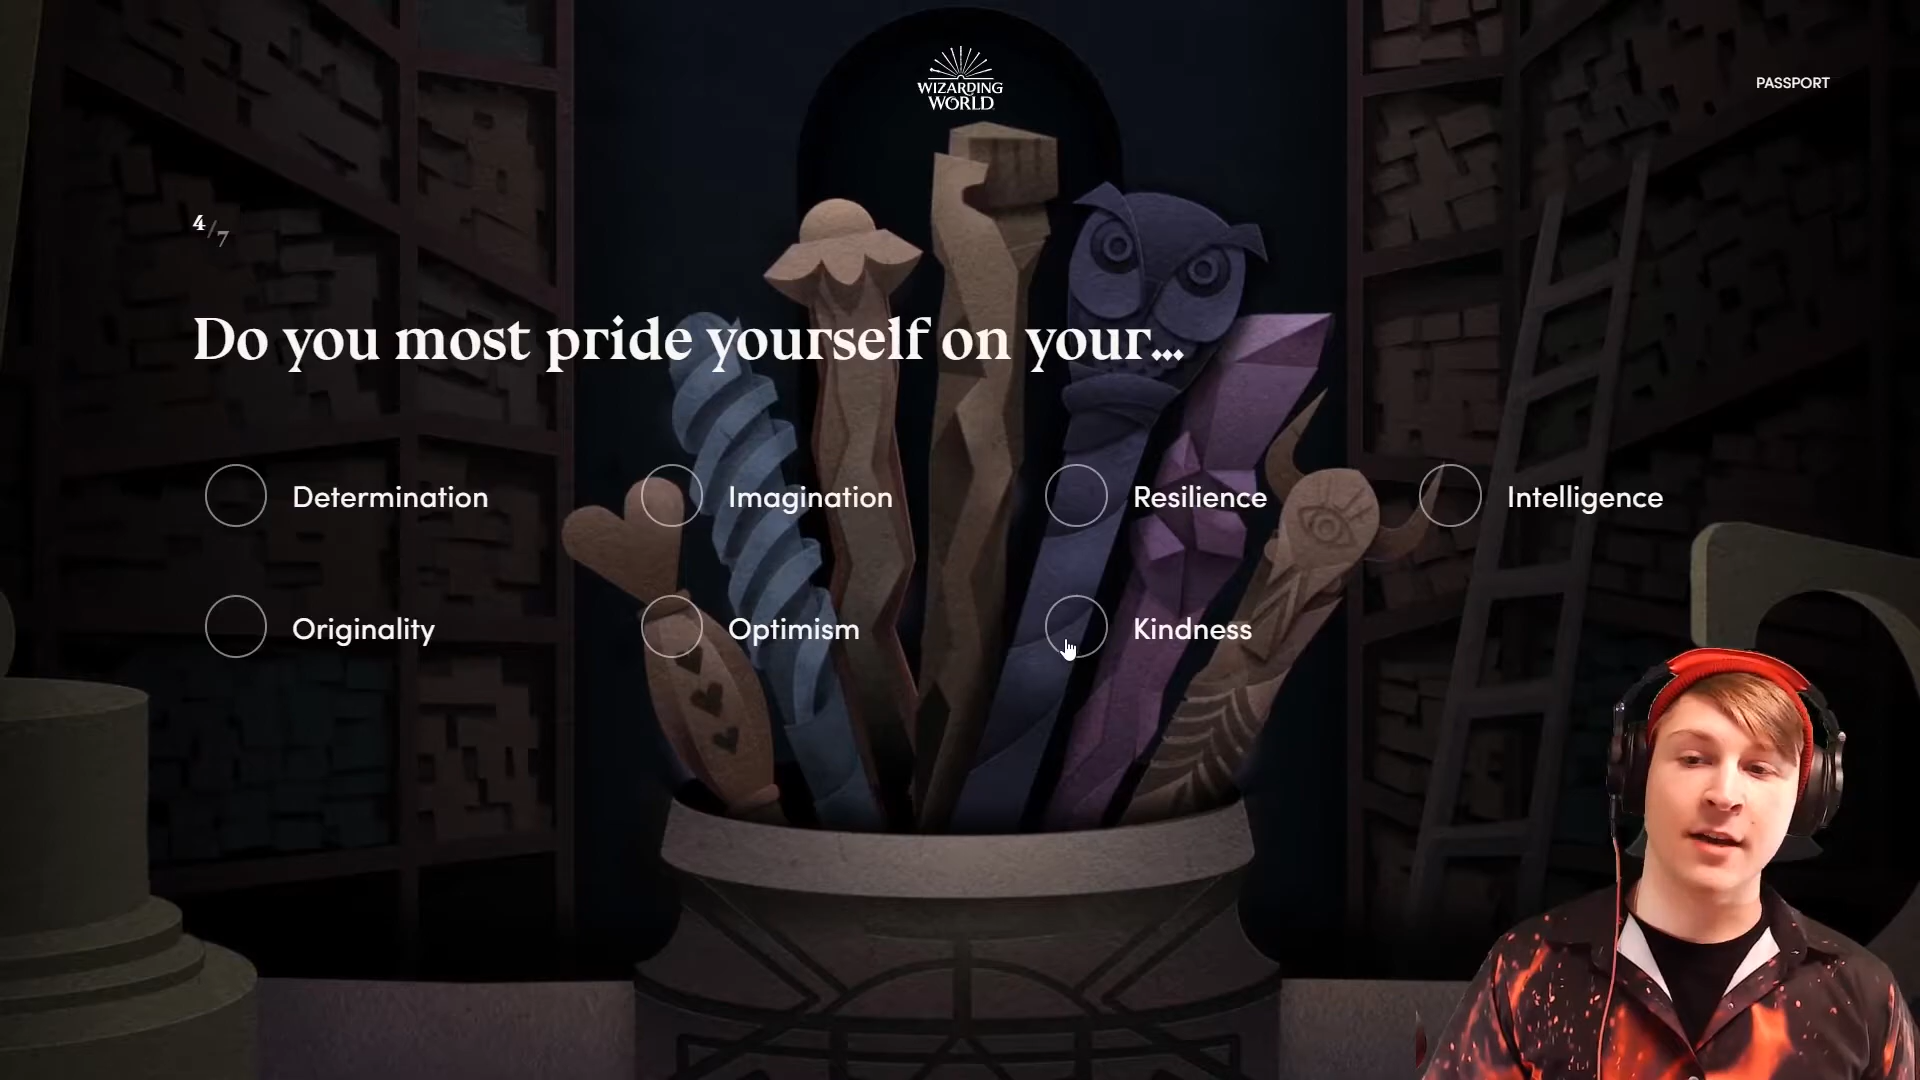 WIZARDING
WORLD
PASSPORT
4/7
Do you most pride yourself on your...
Determination
Imagination
Resilience
Intelligence
Originality
Optimism
Kindness